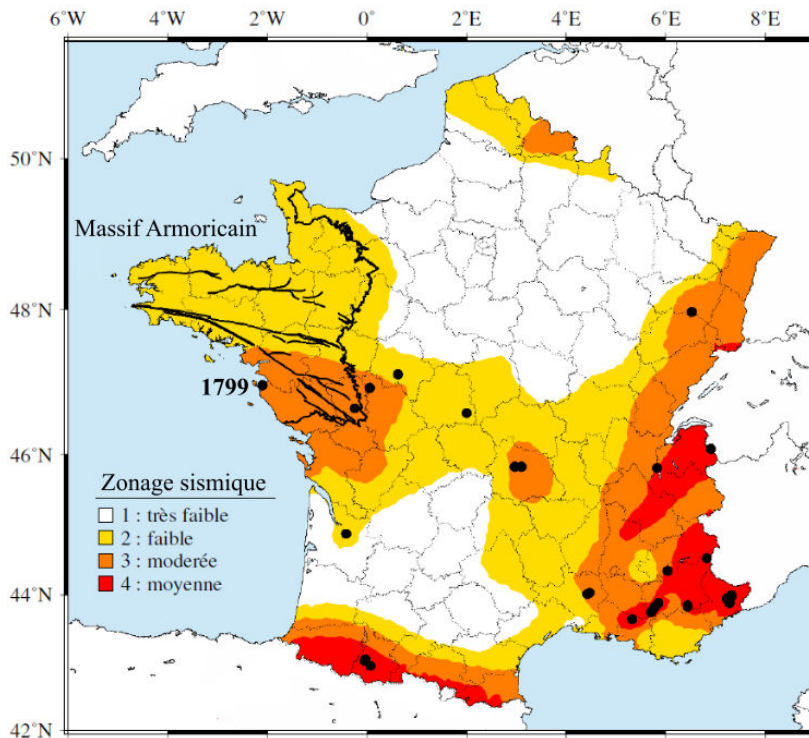 6°W 4°W 2°W 0° 2°E 4°E 6°E 8°E
50°N
Massif Armoricain
48°N
1799
46°N
Zonage sismique
1 : très faible
2 : faible
3 : moderée
4 : moyenne
44°N
42°N